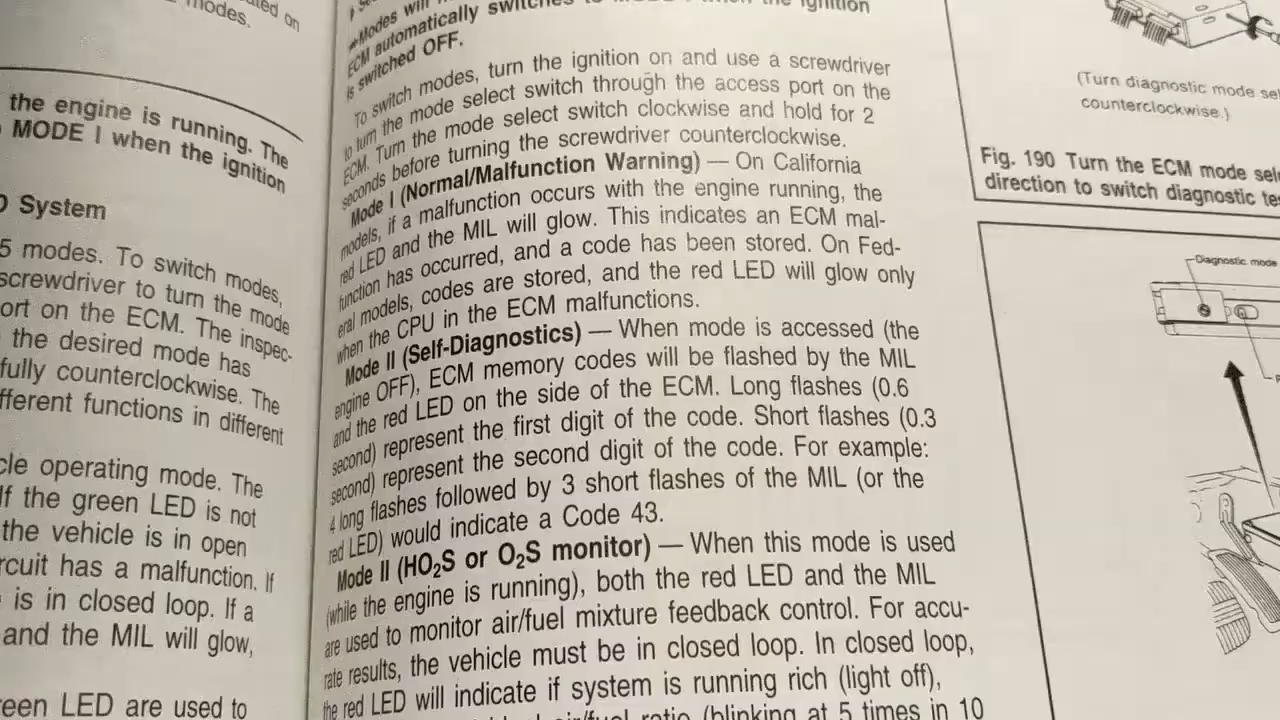 modes.
the engine is running. The
MODE I when the ignition
System
5 modes. To switch modes,
screwdriver to turn the mode
ort on the ECM. The inspec-
the desired mode has
fully counterclockwise. The
fferent functions in different
cle operating mode. The
If the green LED is not
the vehicle is in open
rcuit has a malfunction. If
is in closed loop. If a
and the MIL will glow,
reen LED are used to
Modes will
ECM automatically switches to MODE I when the ignition
is switched OFF.
To switch modes, turn the ignition on and use a screwdriver
to turn the mode select switch through the access port on the
ECM. Turn the mode select switch clockwise and hold for 2
seconds before turning the screwdriver counterclockwise.
Mode I (Normal/Malfunction Warning) — On California
models, if a malfunction occurs with the engine running, the
red LED and the MIL will glow. This indicates an ECM mal-
function has occurred, and a code has been stored. On Fed-
eral models, codes are stored, and the red LED will glow only
when the CPU in the ECM malfunctions.
Mode II (Self-Diagnostics) — When mode is accessed (the
engine OFF), ECM memory codes will be flashed by the MIL
and the red LED on the side of the ECM. Long flashes (0.6
second) represent the first digit of the code. Short flashes (0.3
second) represent the second digit of the code. For example:
4 long flashes followed by 3 short flashes of the MIL (or the
red LED) would indicate a Code 43.
Mode II (HO₂S or O₂S monitor) — When this mode is used
(while the engine is running), both the red LED and the MIL
are used to monitor air/fuel mixture feedback control. For accu-
rate results, the vehicle must be in closed loop. In closed loop,
the red LED will indicate if system is running rich (light off),
air/fuel ratio (blinking at 5 times in 10
(Turn diagnostic mode sel
counterclockwise.)
Fig. 190 Turn the ECM mode sele
direction to switch diagnostic te
Diagnostic mode